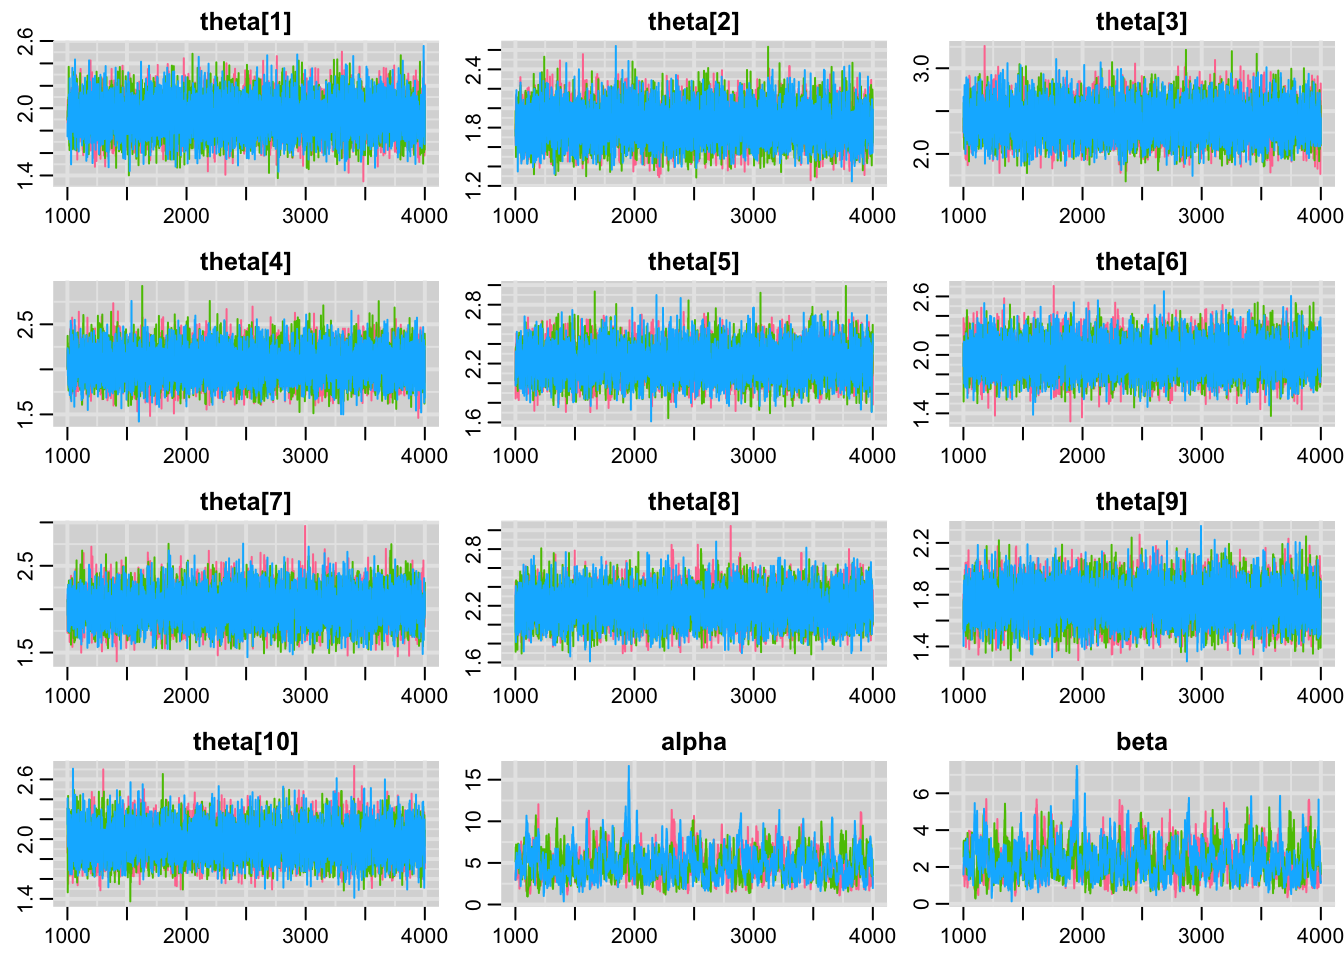 theta[1] theta[2] theta[3]
2.6 2.0 1.4
2.4 1.8 1.2
3.0 2.0
1000 2000 3000 4000 1000 2000 3000 4000 1000 2000 3000 4000
theta[4] theta[5] theta[6]
2.5 1.5
2.8 2.2 1.6
2.6 2.0 1.4
1000 2000 3000 4000 1000 2000 3000 4000 1000 2000 3000 4000
theta[7] theta[8] theta[9]
2.5 1.5
2.8 2.2 1.6
2.2 1.8 1.4
1000 2000 3000 4000 1000 2000 3000 4000 1000 2000 3000 4000
theta[10] alpha beta
2.6 2.0 1.4
15 10 5 0
6 4 2 0
1000 2000 3000 4000 1000 2000 3000 4000 1000 2000 3000 4000